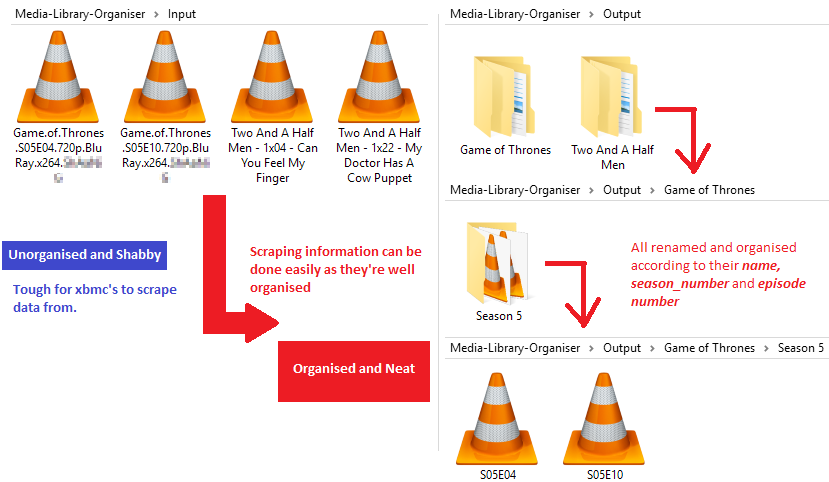 Media-Library-Organiser > Input
Game.of.Thrones
.S05E04.720p.Blu
Ray.x264.
Game.of.Thrones
.S05E10.720p.Blu
Ray.x264.
Two And A Half
Men - 1x04 - Can
You Feel My
Finger
Two And A Half
Men - 1x22 - My
Doctor Has A
Cow Puppet
Unorganised and Shabby
Tough for xbmc's to scrape
data from.
Scraping information can be
done easily as they're well
organised
Organised and Neat
Media-Library-Organiser > Output
Game of Thrones
Two And A Half
Men
Media-Library-Organiser > Output > Game of Thrones
Season 5
All renamed and organised
according to their name,
season_number and episode
number
Media-Library-Organiser > Output > Game of Thrones > Season 5
S05E04
S05E10